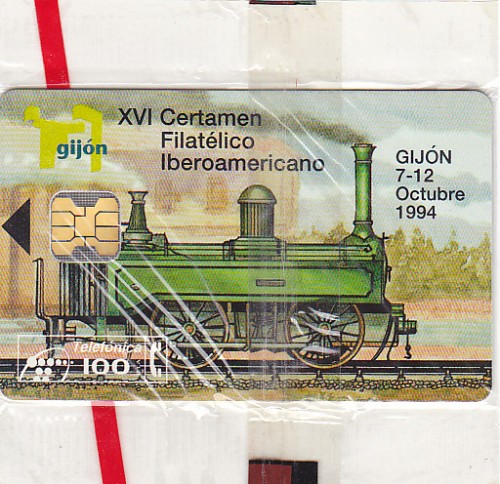 gijón
XVI Certamen
Filatélico
Iberoamericano
GIJÓN
7-12
Octubre
1994
Telefónica
100